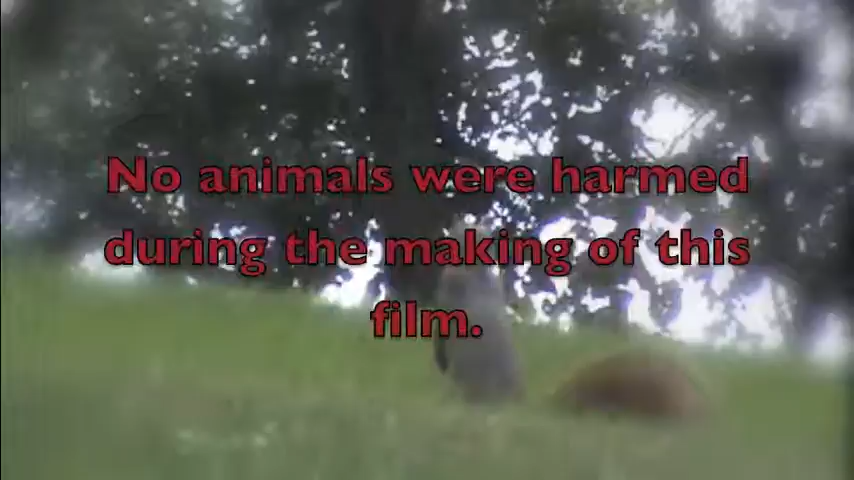 No animals were harmed
during the making of this
film.